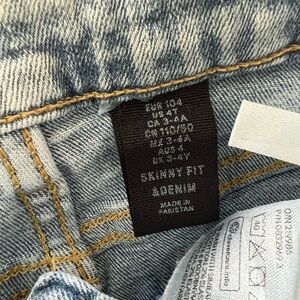 EUR 104
US 4T
CA 3-4A
CN 110/50
MX 3-4A
AUS 4
UK 3-4Y
SKINNY FIT
&DENIM
MADE IN
PAKISTAN